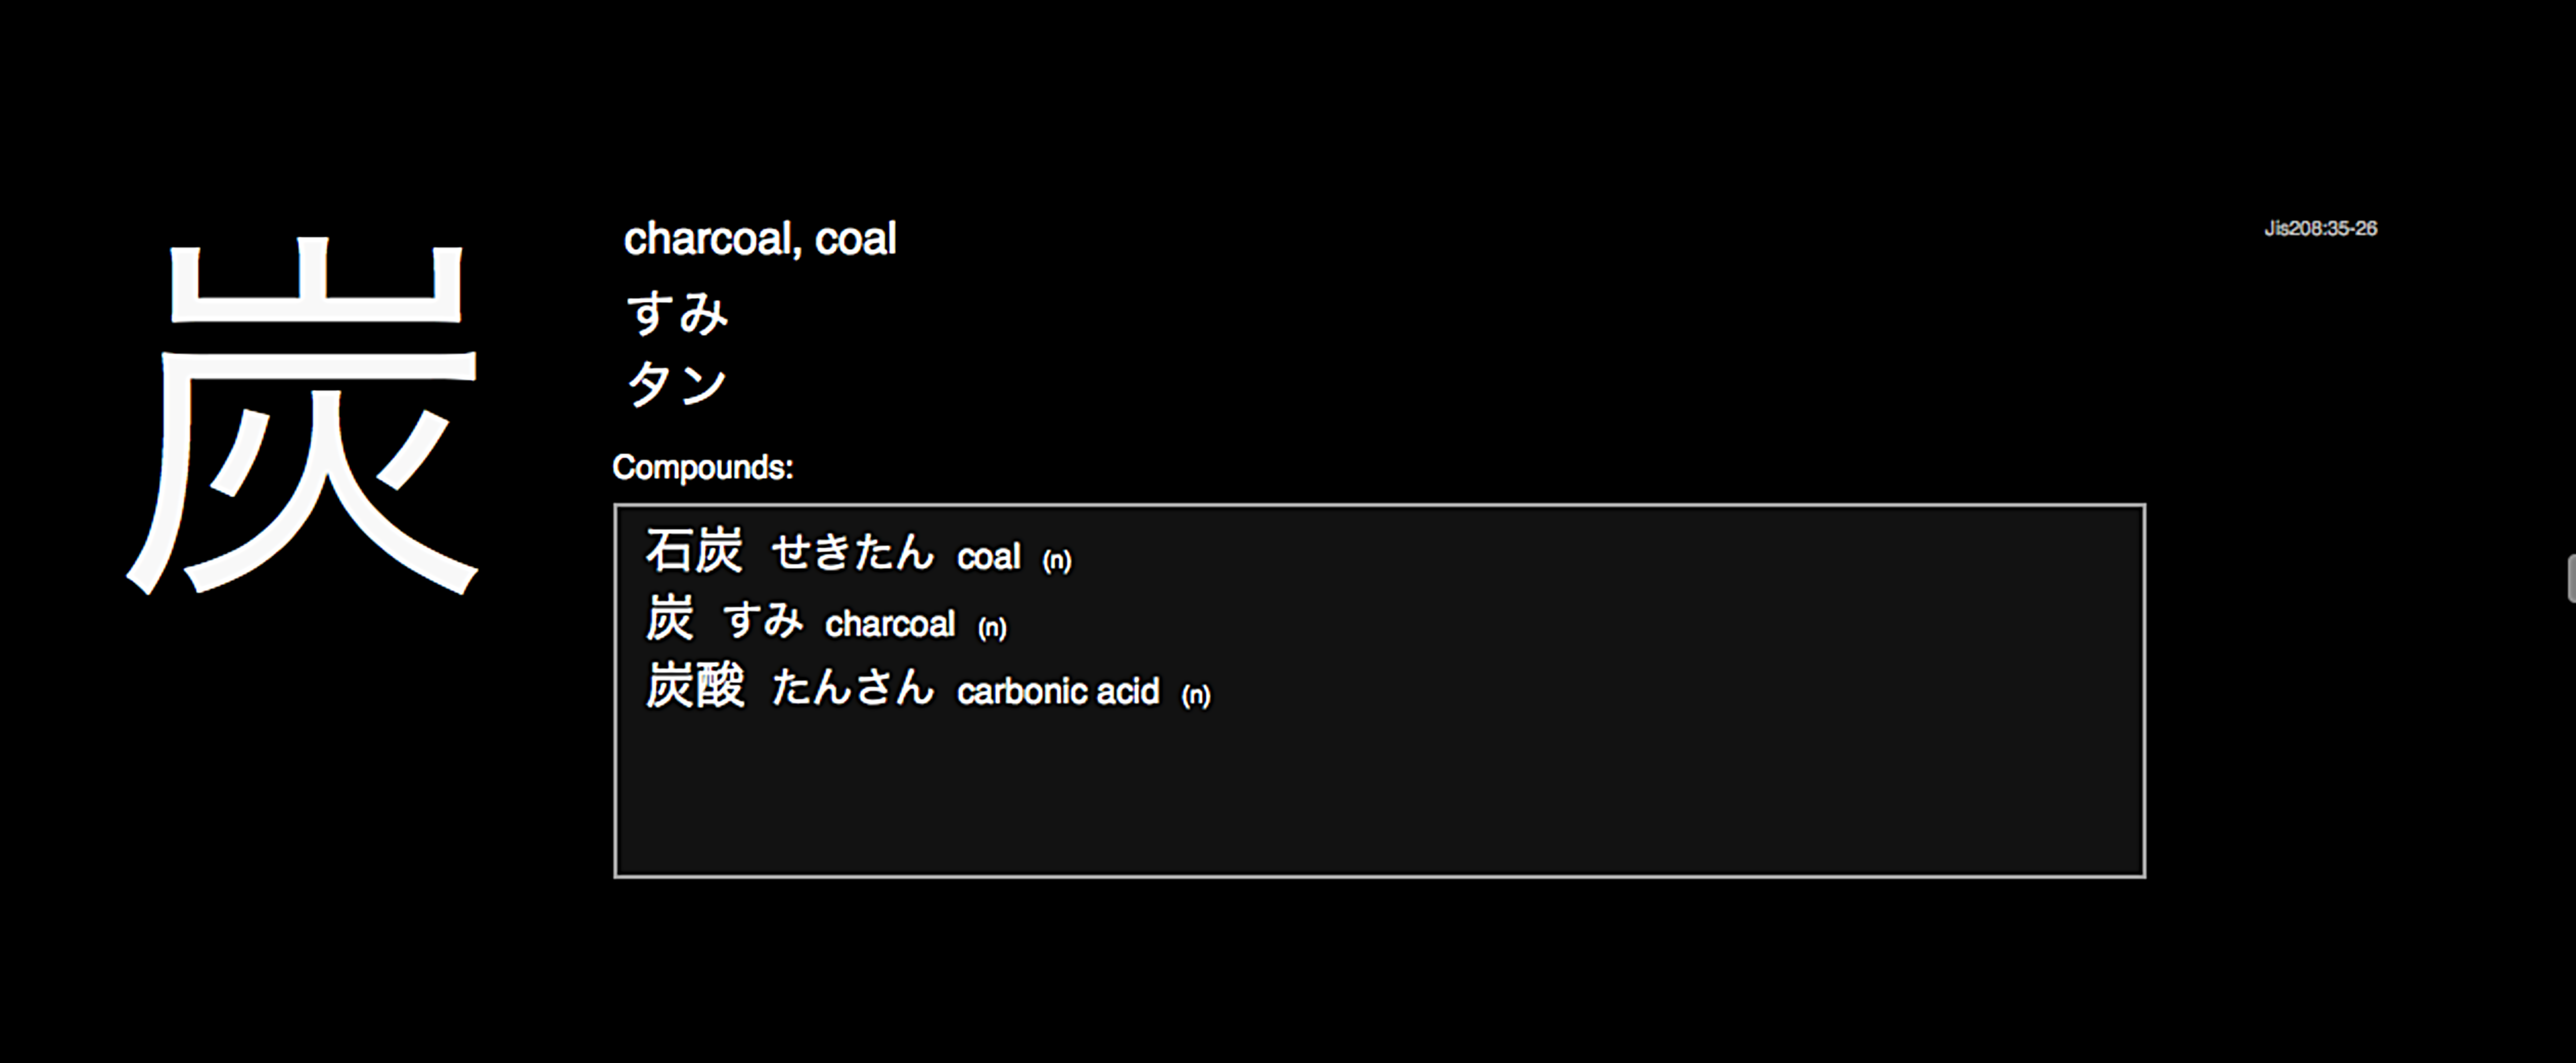 炭
charcoal, coal
Jis208:35-26
すみ
タン
Compounds:
石炭 せきたん coal (n)
炭 すみ charcoal (n)
炭酸 たんさん carbonic acid (n)